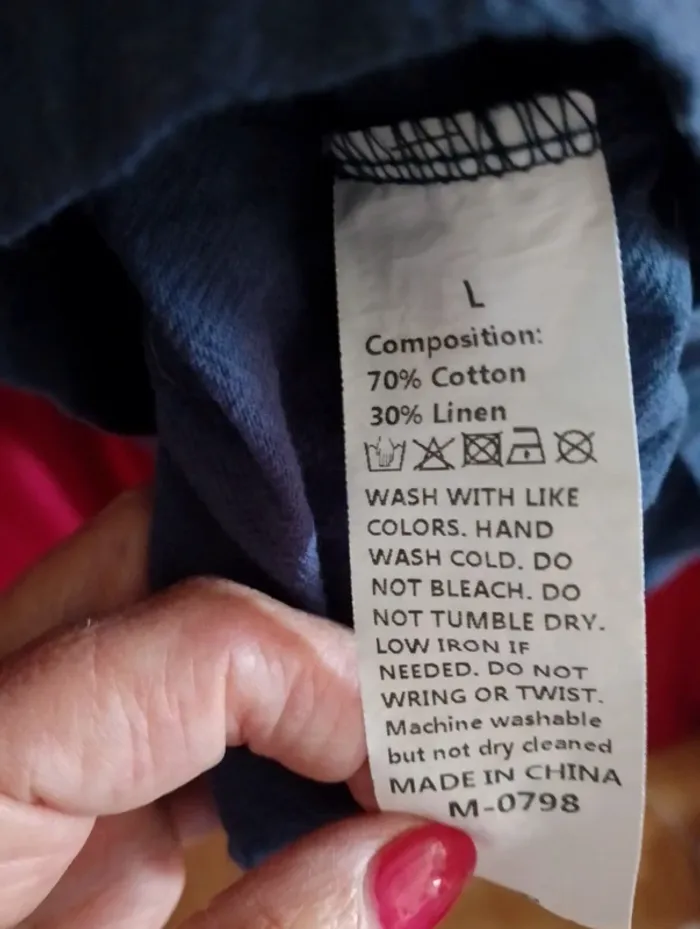 L
Composition:
70% Cotton
30% Linen
WASH WITH LIKE
COLORS. HAND
WASH COLD. DO
NOT BLEACH. DO
NOT TUMBLE DRY.
LOW IRON IF
NEEDED. DO NOT
WRING OR TWIST.
Machine washable
but not dry cleaned
MADE IN CHINA
M-0798